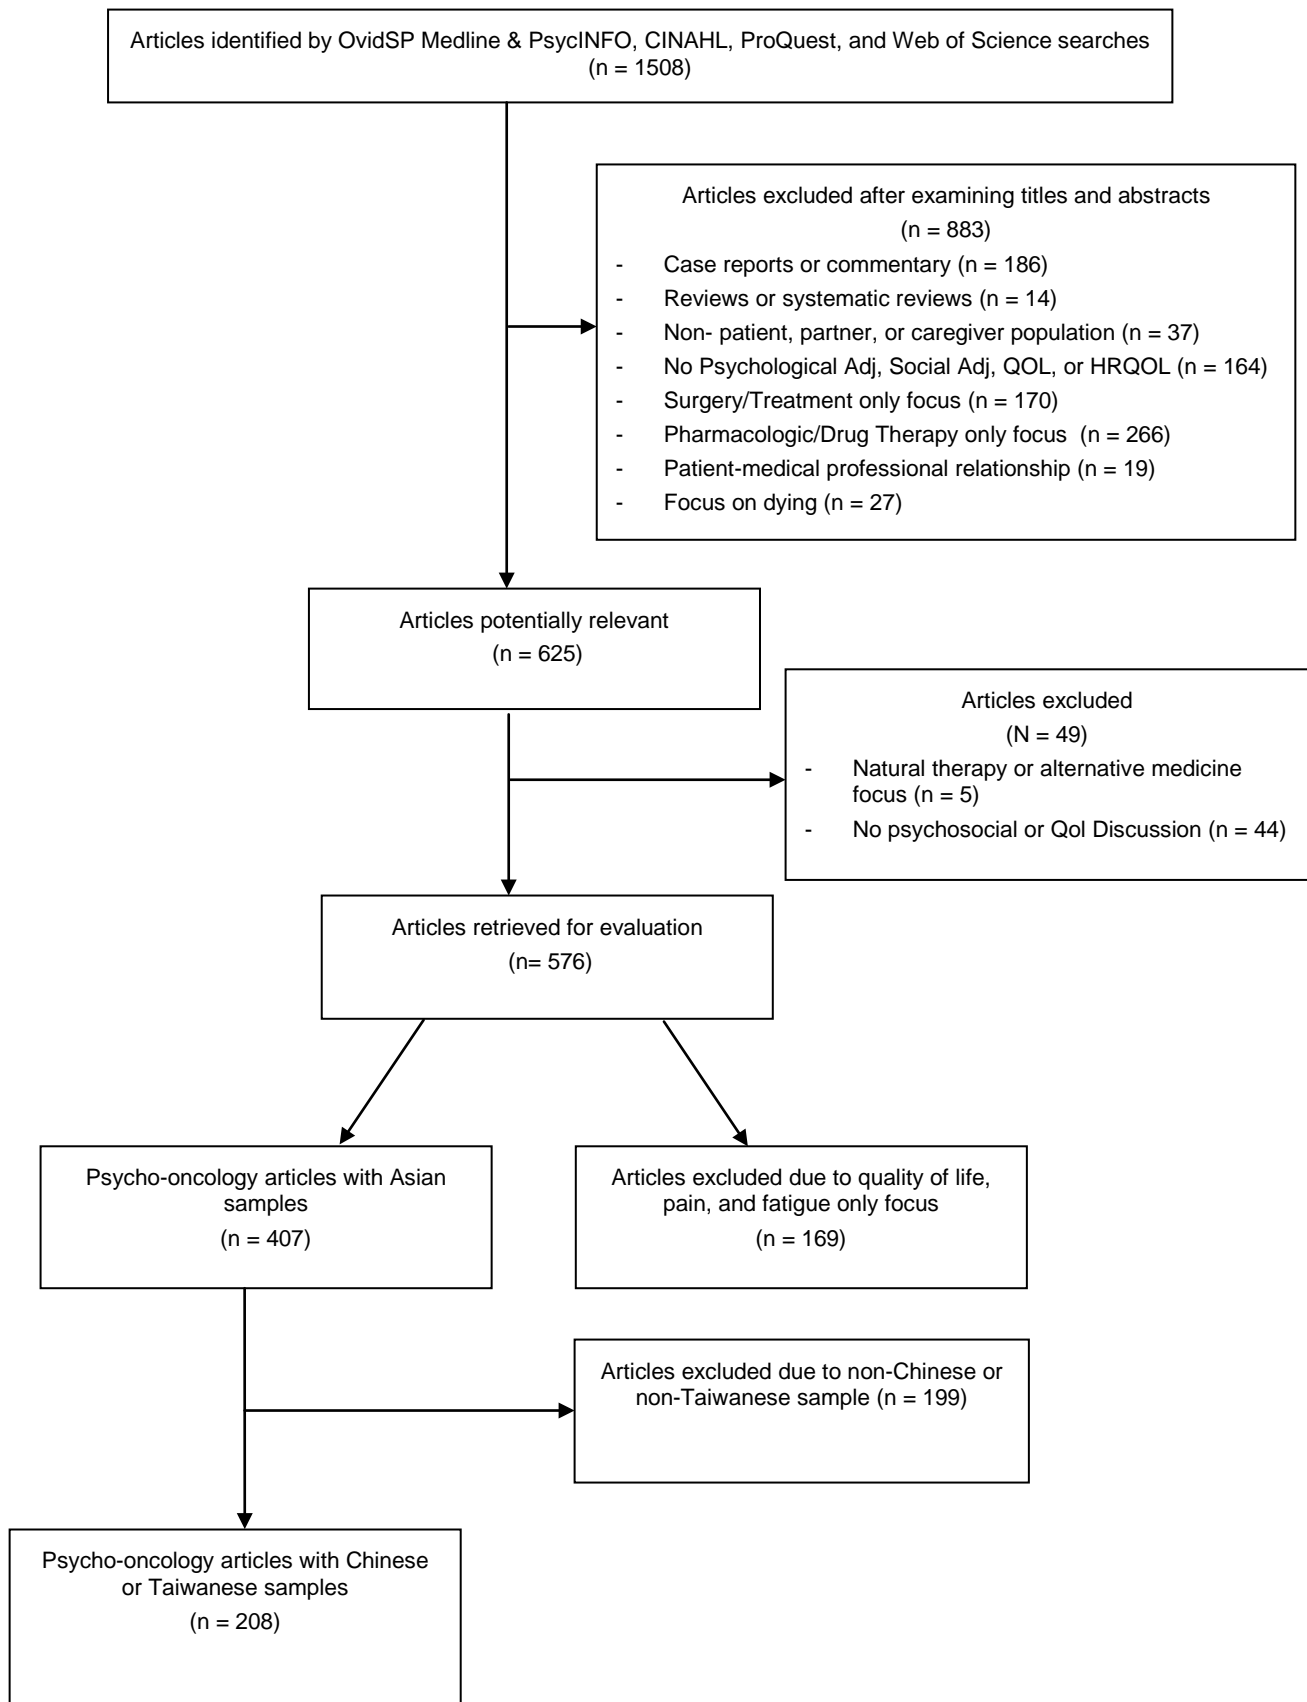 Articles identified by OvidSP Medline & PsycINFO, CINAHL, ProQuest, and Web of Science searches
(n = 1508)
Articles excluded after examining titles and abstracts
(n = 883)
- Case reports or commentary (n = 186)
- Reviews or systematic reviews (n = 14)
- Non- patient, partner, or caregiver population (n = 37)
- No Psychological Adj, Social Adj, QOL, or HRQOL (n = 164)
- Surgery/Treatment only focus (n = 170)
- Pharmacologic/Drug Therapy only focus (n = 266)
- Patient-medical professional relationship (n = 19)
- Focus on dying (n = 27)
Articles potentially relevant
(n = 625)
Articles excluded
(N = 49)
- Natural therapy or alternative medicine
focus (n = 5)
- No psychosocial or Qol Discussion (n = 44)
Articles retrieved for evaluation
(n= 576)
Psycho-oncology articles with Asian
samples
(n = 407)
Articles excluded due to quality of life,
pain, and fatigue only focus
(n = 169)
Articles excluded due to non-Chinese or
non-Taiwanese sample (n = 199)
Psycho-oncology articles with Chinese
or Taiwanese samples
(n = 208)